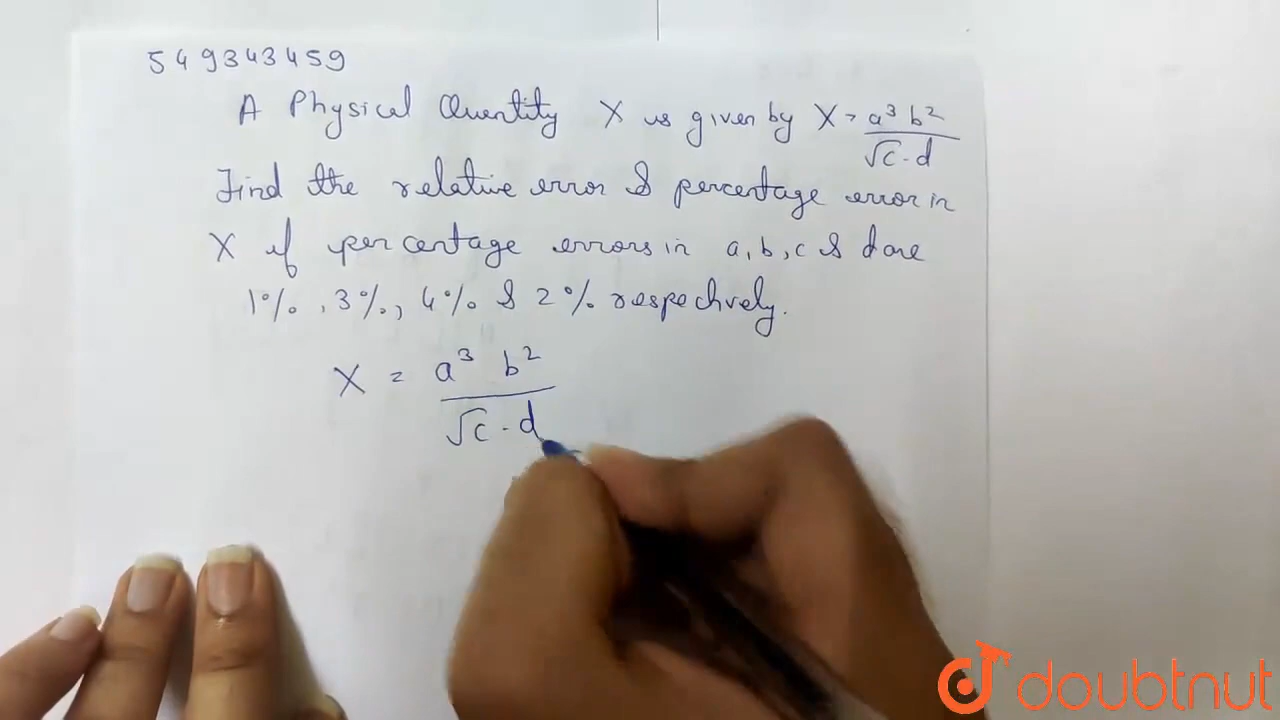 549343459
A Physical Quantity X is given by X = a³ b² / √c · d
Find the relative error & percentage error in
X if percentage errors in a, b, c & d are
1%, 3%, 4% & 2% respectively.
X = a³ b² / √c · d
doubtnut